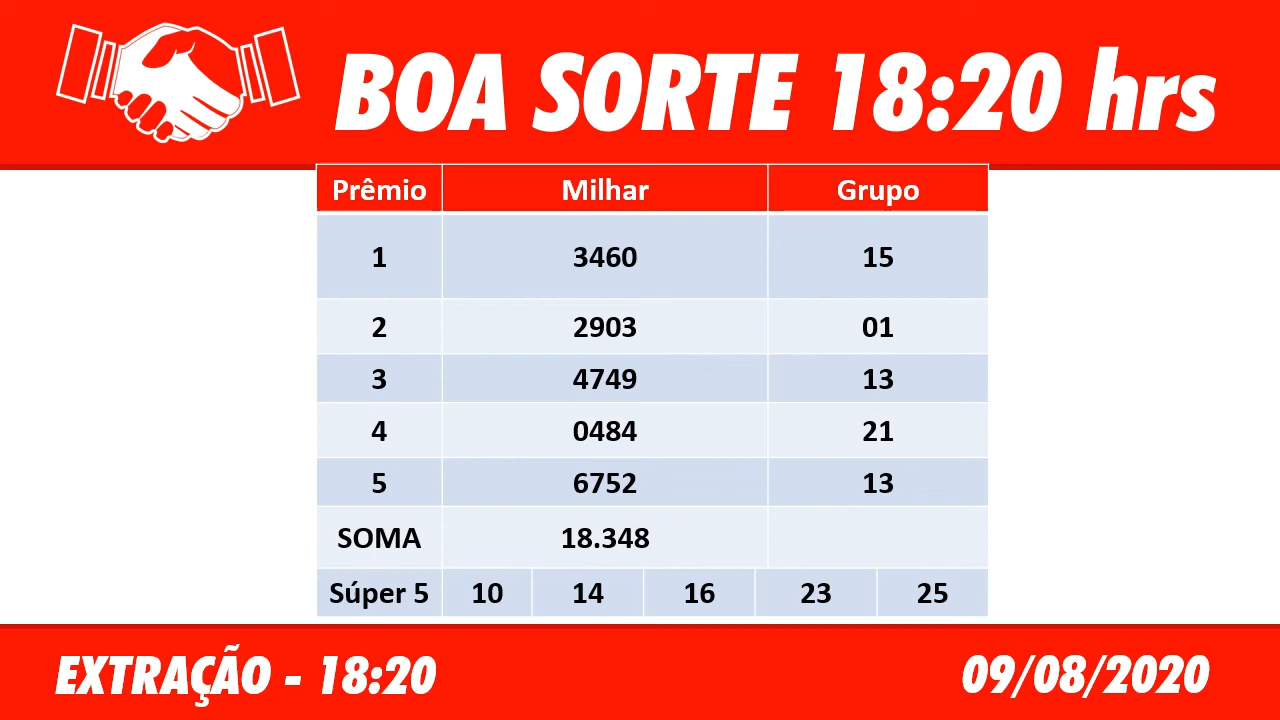 BOA SORTE 18:20 hrs
Prêmio Milhar Grupo
1 3460 15
2 2903 01
3 4749 13
4 0484 21
5 6752 13
SOMA 18.348
Súper 5 10 14 16 23 25
EXTRAÇÃO - 18:20 09/08/2020